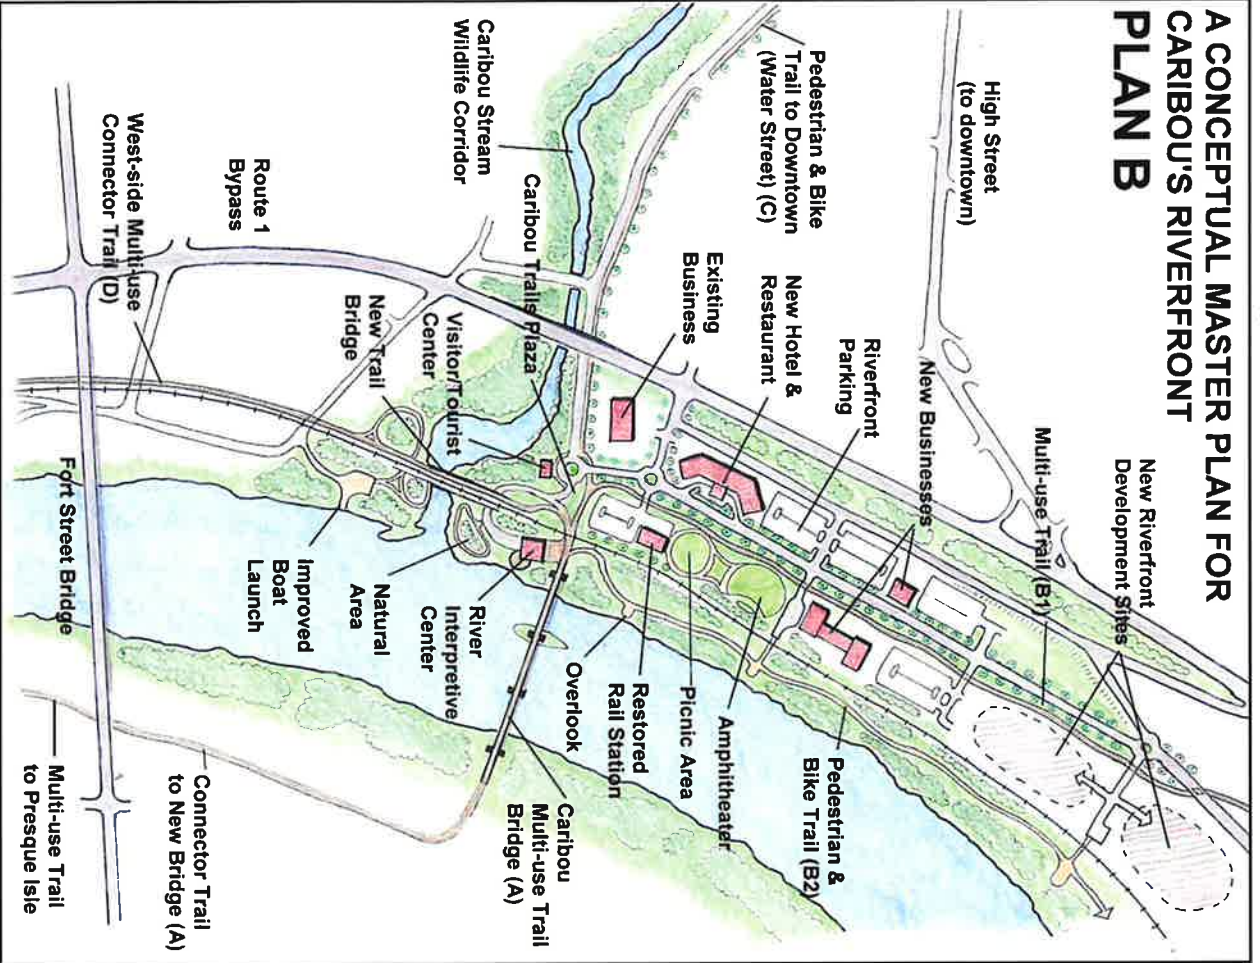 A CONCEPTUAL MASTER PLAN FOR
CARIBOU'S RIVERFRONT
PLAN B
High Street
(to downtown)
New Riverfront
Development Sites
Multi-use Trail (B1)
New Businesses
Riverfront
Parking
New Hotel &
Restaurant
Existing
Business
Pedestrian & Bike
Trail to Downtown
(Water Street) (C)
Caribou Stream
Wildlife Corridor
Caribou Trails Plaza
Visitor/Tourist
Center
New Trail
Bridge
Route 1
Bypass
West-side Multi-use
Connector Trail (D)
Pedestrian &
Bike Trail (B2)
Amphitheater
Picnic Area
Restored
Rail Station
Overlook
Caribou
Multi-use Trail
Bridge (A)
River
Interpretive
Center
Natural
Area
Improved
Boat
Launch
Fort Street Bridge
Connector Trail
to New Bridge (A)
Multi-use Trail
to Presque Isle